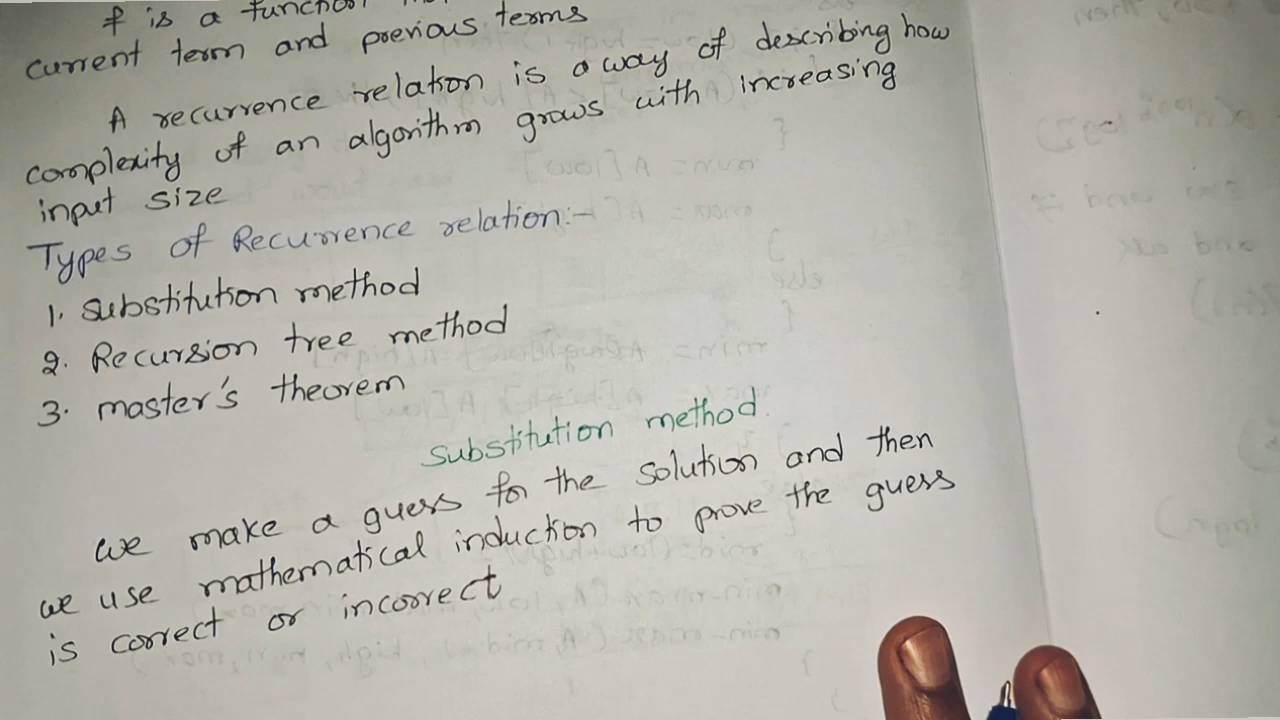 f is a function
current term and previous terms
A recurrence relation is a way of describing how
complexity of an algorithm grows with increasing
input size
Types of Recurrence relation:-
1. Substitution method
2. Recursion tree method
3. master's theorem
Substitution method
we make a guess for the solution and then
we use mathematical induction to prove the guess
is correct or incorrect